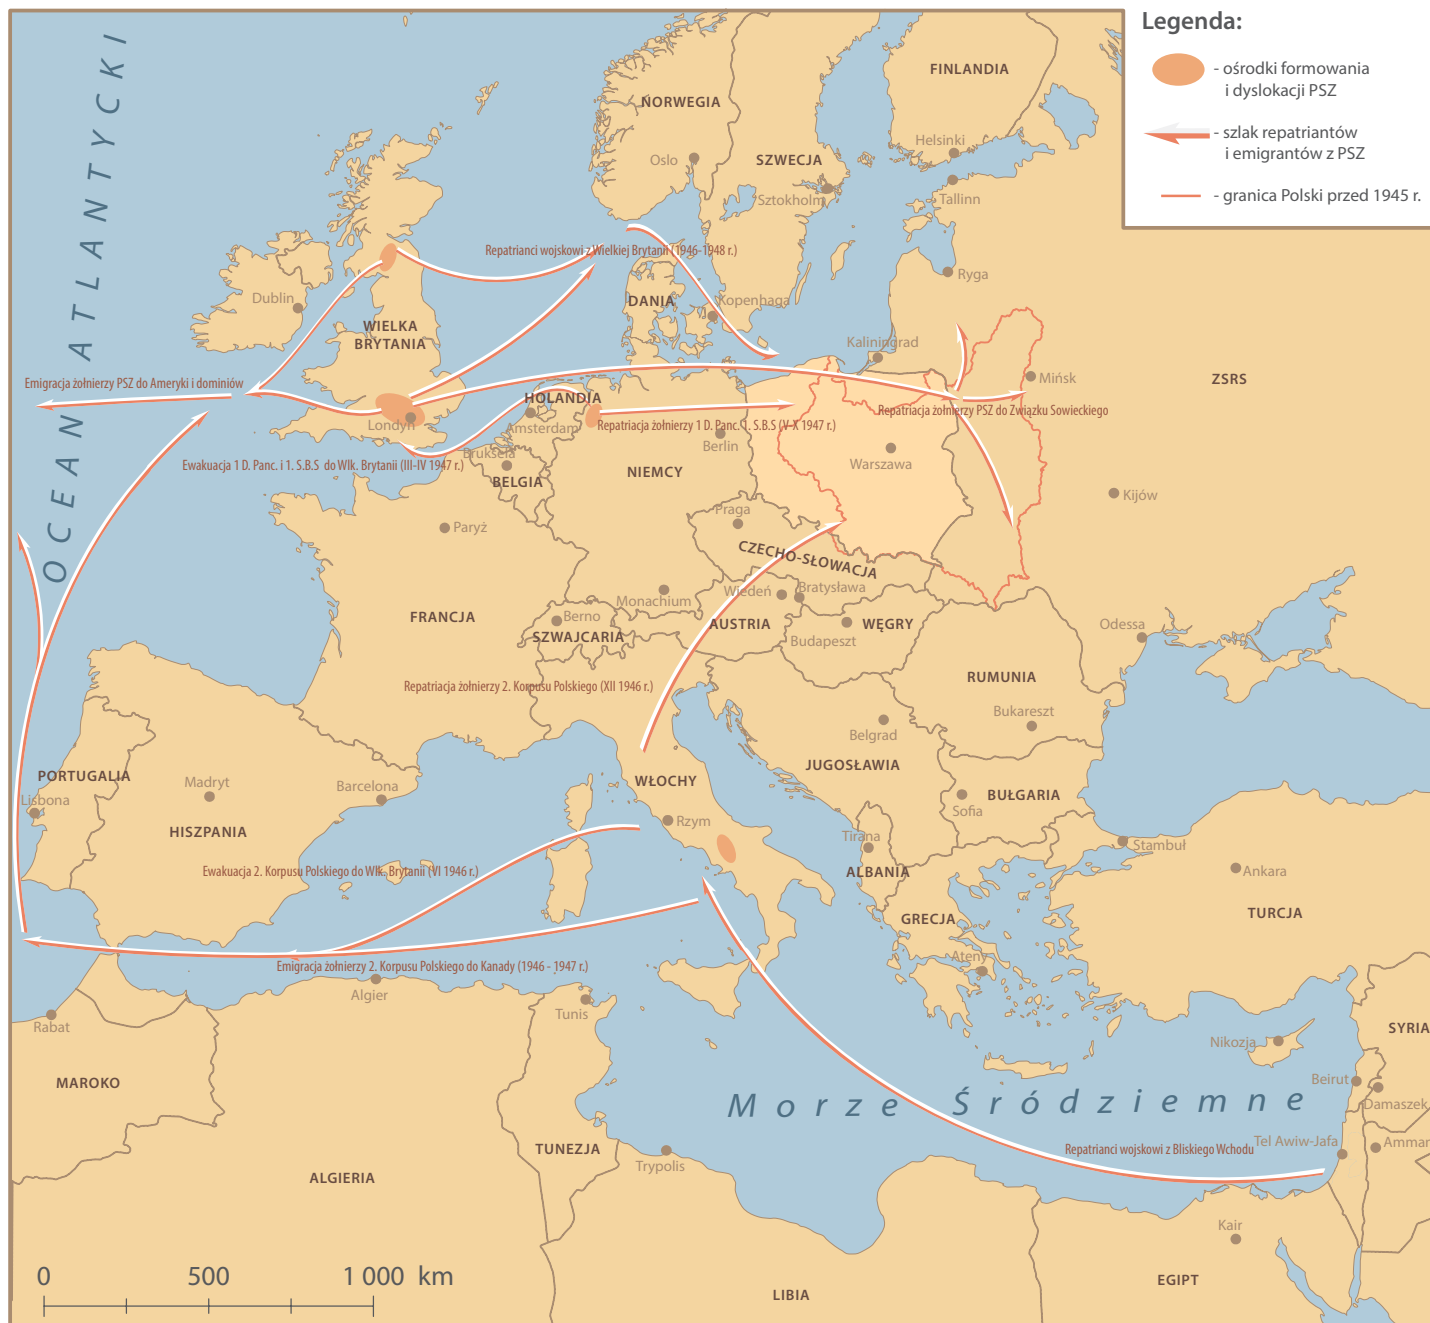 Legenda:
- ośrodki formowania
i dyslokacji PSZ
- szlak repatriantów
i emigrantów z PSZ
- granica Polski przed 1945 r.
OCEAN ATLANTYCKI
FINLANDIA
NORWEGIA
Helsinki
Oslo
SZWECJA
Sztokholm
Tallinn
Repatrianci wojskowi z Wielkiej Brytanii (1946-1948 r.)
Ryga
Dublin
DANIA
Kopenhaga
WIELKA
BRYTANIA
Kaliningrad
Mińsk
ZSRS
Emigracja żołnierzy PSZ do Ameryki i dominiów
HOLANDIA
Repatriacja żołnierzy PSZ do Związku Sowieckiego
Londyn
Amsterdam
Repatriacja żołnierzy 1 D. Panc. 1. S.B.S (V-X 1947 r.)
Berlin
Bruksela
Ewakuacja 1 D. Panc. i 1. S.B.S do Wlk. Brytanii (III-IV 1947 r.)
Warszawa
NIEMCY
BELGIA
Kijów
Praga
Paryż
CZECHO-SŁOWACJA
Monachium
Wiedeń
Bratysława
FRANCJA
Berno
SZWAJCARIA
AUSTRIA
WĘGRY
Odessa
Budapeszt
RUMUNIA
Repatriacja żołnierzy 2. Korpusu Polskiego (XII 1946 r.)
Bukareszt
Belgrad
JUGOSŁAWIA
PORTUGALIA
Madryt
Barcelona
WŁOCHY
BUŁGARIA
Lisbona
Sofia
HISZPANIA
Rzym
Tirana
Stambuł
Ewakuacja 2. Korpusu Polskiego do Wlk. Brytanii (VI 1946 r.)
ALBANIA
Ankara
GRECJA
TURCJA
Ateny
Emigracja żołnierzy 2. Korpusu Polskiego do Kanady (1946 - 1947 r.)
Algier
Tunis
Rabat
SYRIA
Nikozja
MAROKO
Beirut
Morze Śródziemne
Damaszek
TUNEZJA
Repatrianci wojskowi z Bliskiego Wchodu
Tel Awiw-Jafa
Amman
Trypolis
ALGIERIA
Kair
EGIPT
LIBIA
0 500 1 000 km